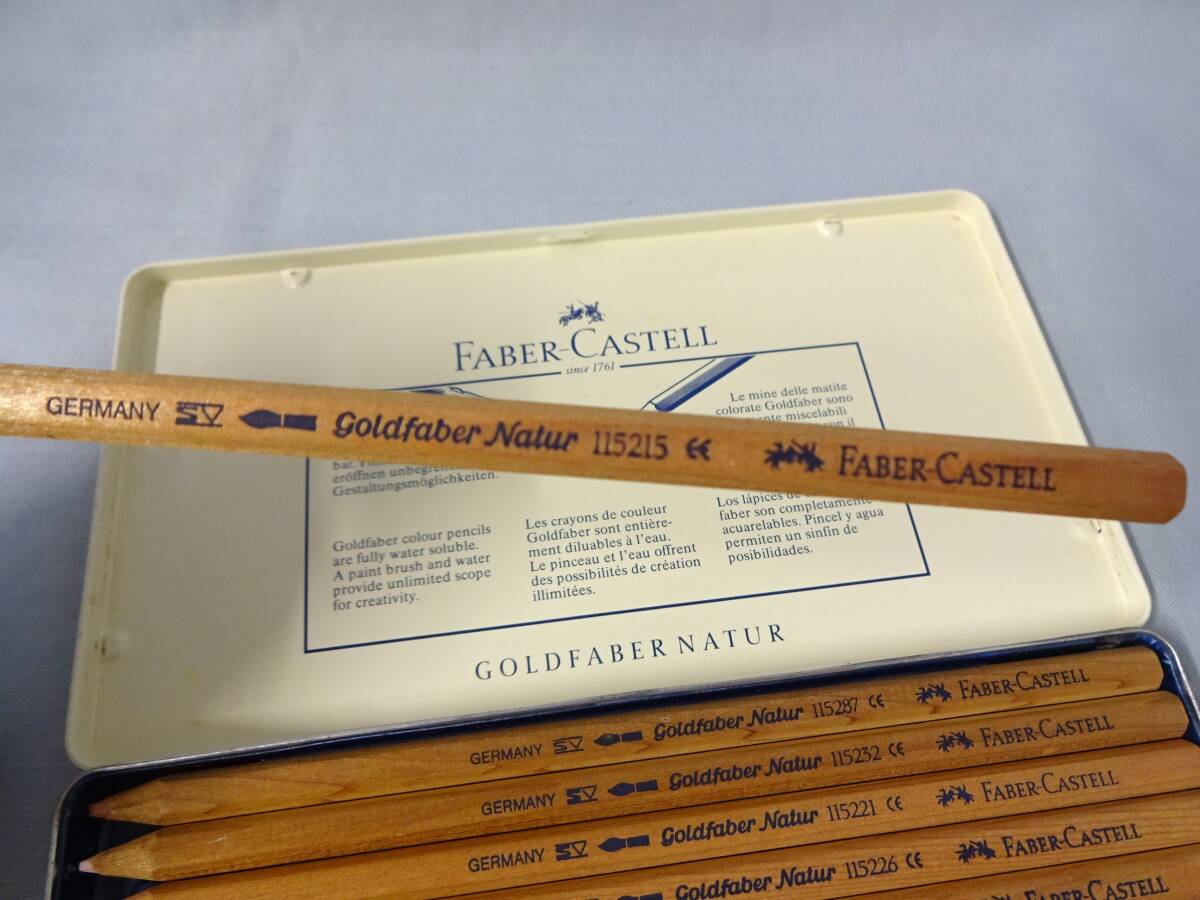 FABER-CASTELL
since 1761
Le mine delle matite
colorate Goldfaber sono
miscelabili
con il
GERMANY SV Goldfaber Natur 115215 CE FABER-CASTELL
bar.
eröffnen
Gestaltungsmöglichkeiten.
Goldfaber colour pencils
are fully water soluble.
A paint brush and water
provide unlimited scope
for creativity.
Les crayons de couleur
Goldfaber sont entière-
ment diluables à l'eau.
Le pinceau et l'eau offrent
des possibilités de création
illimitées.
Los lápices de
faber son completamente
acuarelables. Pincel y agua
permiten un sinfín de
posibilidades.
GOLDFABER NATUR
GERMANY SV Goldfaber Natur 115287 CE FABER-CASTELL
GERMANY SV Goldfaber Natur 115232 CE FABER-CASTELL
GERMANY SV Goldfaber Natur 115221 CE FABER-CASTELL
Goldfaber Natur 115226 CE FABER-CASTELL
FABER-CASTELL